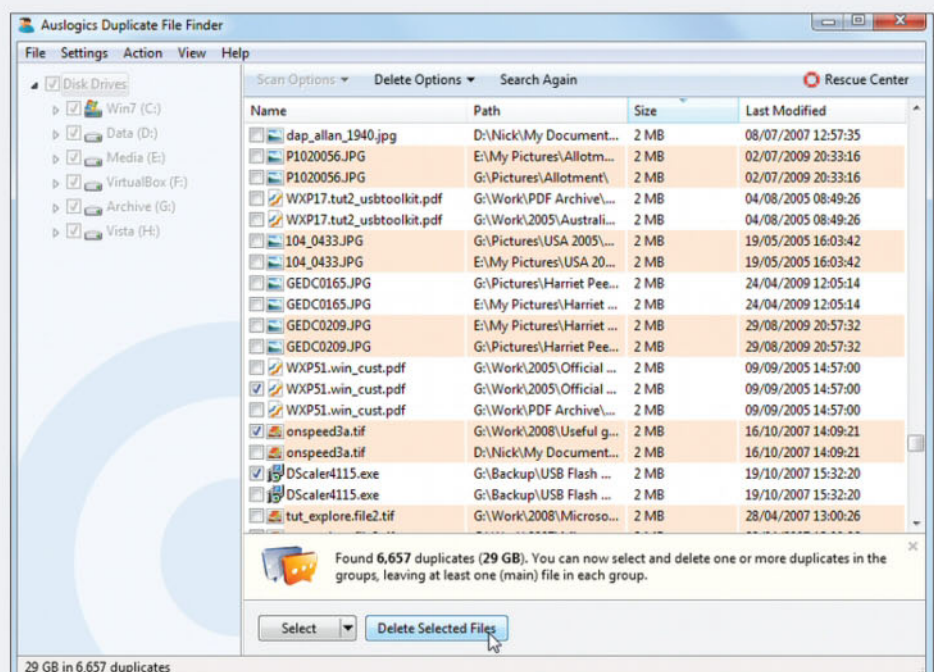 Auslogics Duplicate File Finder
File Settings Action View Help
Disk Drives
Win7 (C:)
Data (D:)
Media (E:)
VirtualBox (F:)
Archive (G:)
Vista (H:)
Scan Options Delete Options Search Again Rescue Center
Name Path Size Last Modified
dap_allan_1940.jpg D:\Nick\My Document... 2 MB 08/07/2007 12:57:35
P1020056.JPG E:\My Pictures\Allotm... 2 MB 02/07/2009 20:33:16
P1020056.JPG G:\Pictures\Allotment\ 2 MB 02/07/2009 20:33:16
WXP17.tut2_usbtoolkit.pdf G:\Work\PDF Archive\... 2 MB 04/08/2005 08:49:26
WXP17.tut2_usbtoolkit.pdf G:\Work\2005\Australi... 2 MB 04/08/2005 08:49:26
104_0433.JPG G:\Pictures\USA 2005\... 2 MB 19/05/2005 16:03:42
104_0433.JPG E:\My Pictures\USA 20... 2 MB 19/05/2005 16:03:42
GEDC0165.JPG G:\Pictures\Harriet Pee... 2 MB 24/04/2009 12:05:14
GEDC0165.JPG E:\My Pictures\Harriet ... 2 MB 24/04/2009 12:05:14
GEDC0209.JPG E:\My Pictures\Harriet ... 2 MB 29/08/2009 20:57:32
GEDC0209.JPG G:\Pictures\Harriet Pee... 2 MB 29/08/2009 20:57:32
WXP51.win_cust.pdf G:\Work\2005\Official ... 2 MB 09/09/2005 14:57:00
WXP51.win_cust.pdf G:\Work\2005\Official ... 2 MB 09/09/2005 14:57:00
WXP51.win_cust.pdf G:\Work\PDF Archive\... 2 MB 09/09/2005 14:57:00
onspeed3a.tif G:\Work\2008\Useful g... 2 MB 16/10/2007 14:09:21
onspeed3a.tif D:\Nick\My Document... 2 MB 16/10/2007 14:09:21
DScaler4115.exe G:\Backup\USB Flash ... 2 MB 19/10/2007 15:32:20
DScaler4115.exe G:\Backup\USB Flash ... 2 MB 19/10/2007 15:32:20
tut_explore.file2.tif G:\Work\2008\Microso... 2 MB 28/04/2007 13:00:26
Found 6,657 duplicates (29 GB). You can now select and delete one or more duplicates in the
groups, leaving at least one (main) file in each group.
Select Delete Selected Files
29 GB in 6,657 duplicates